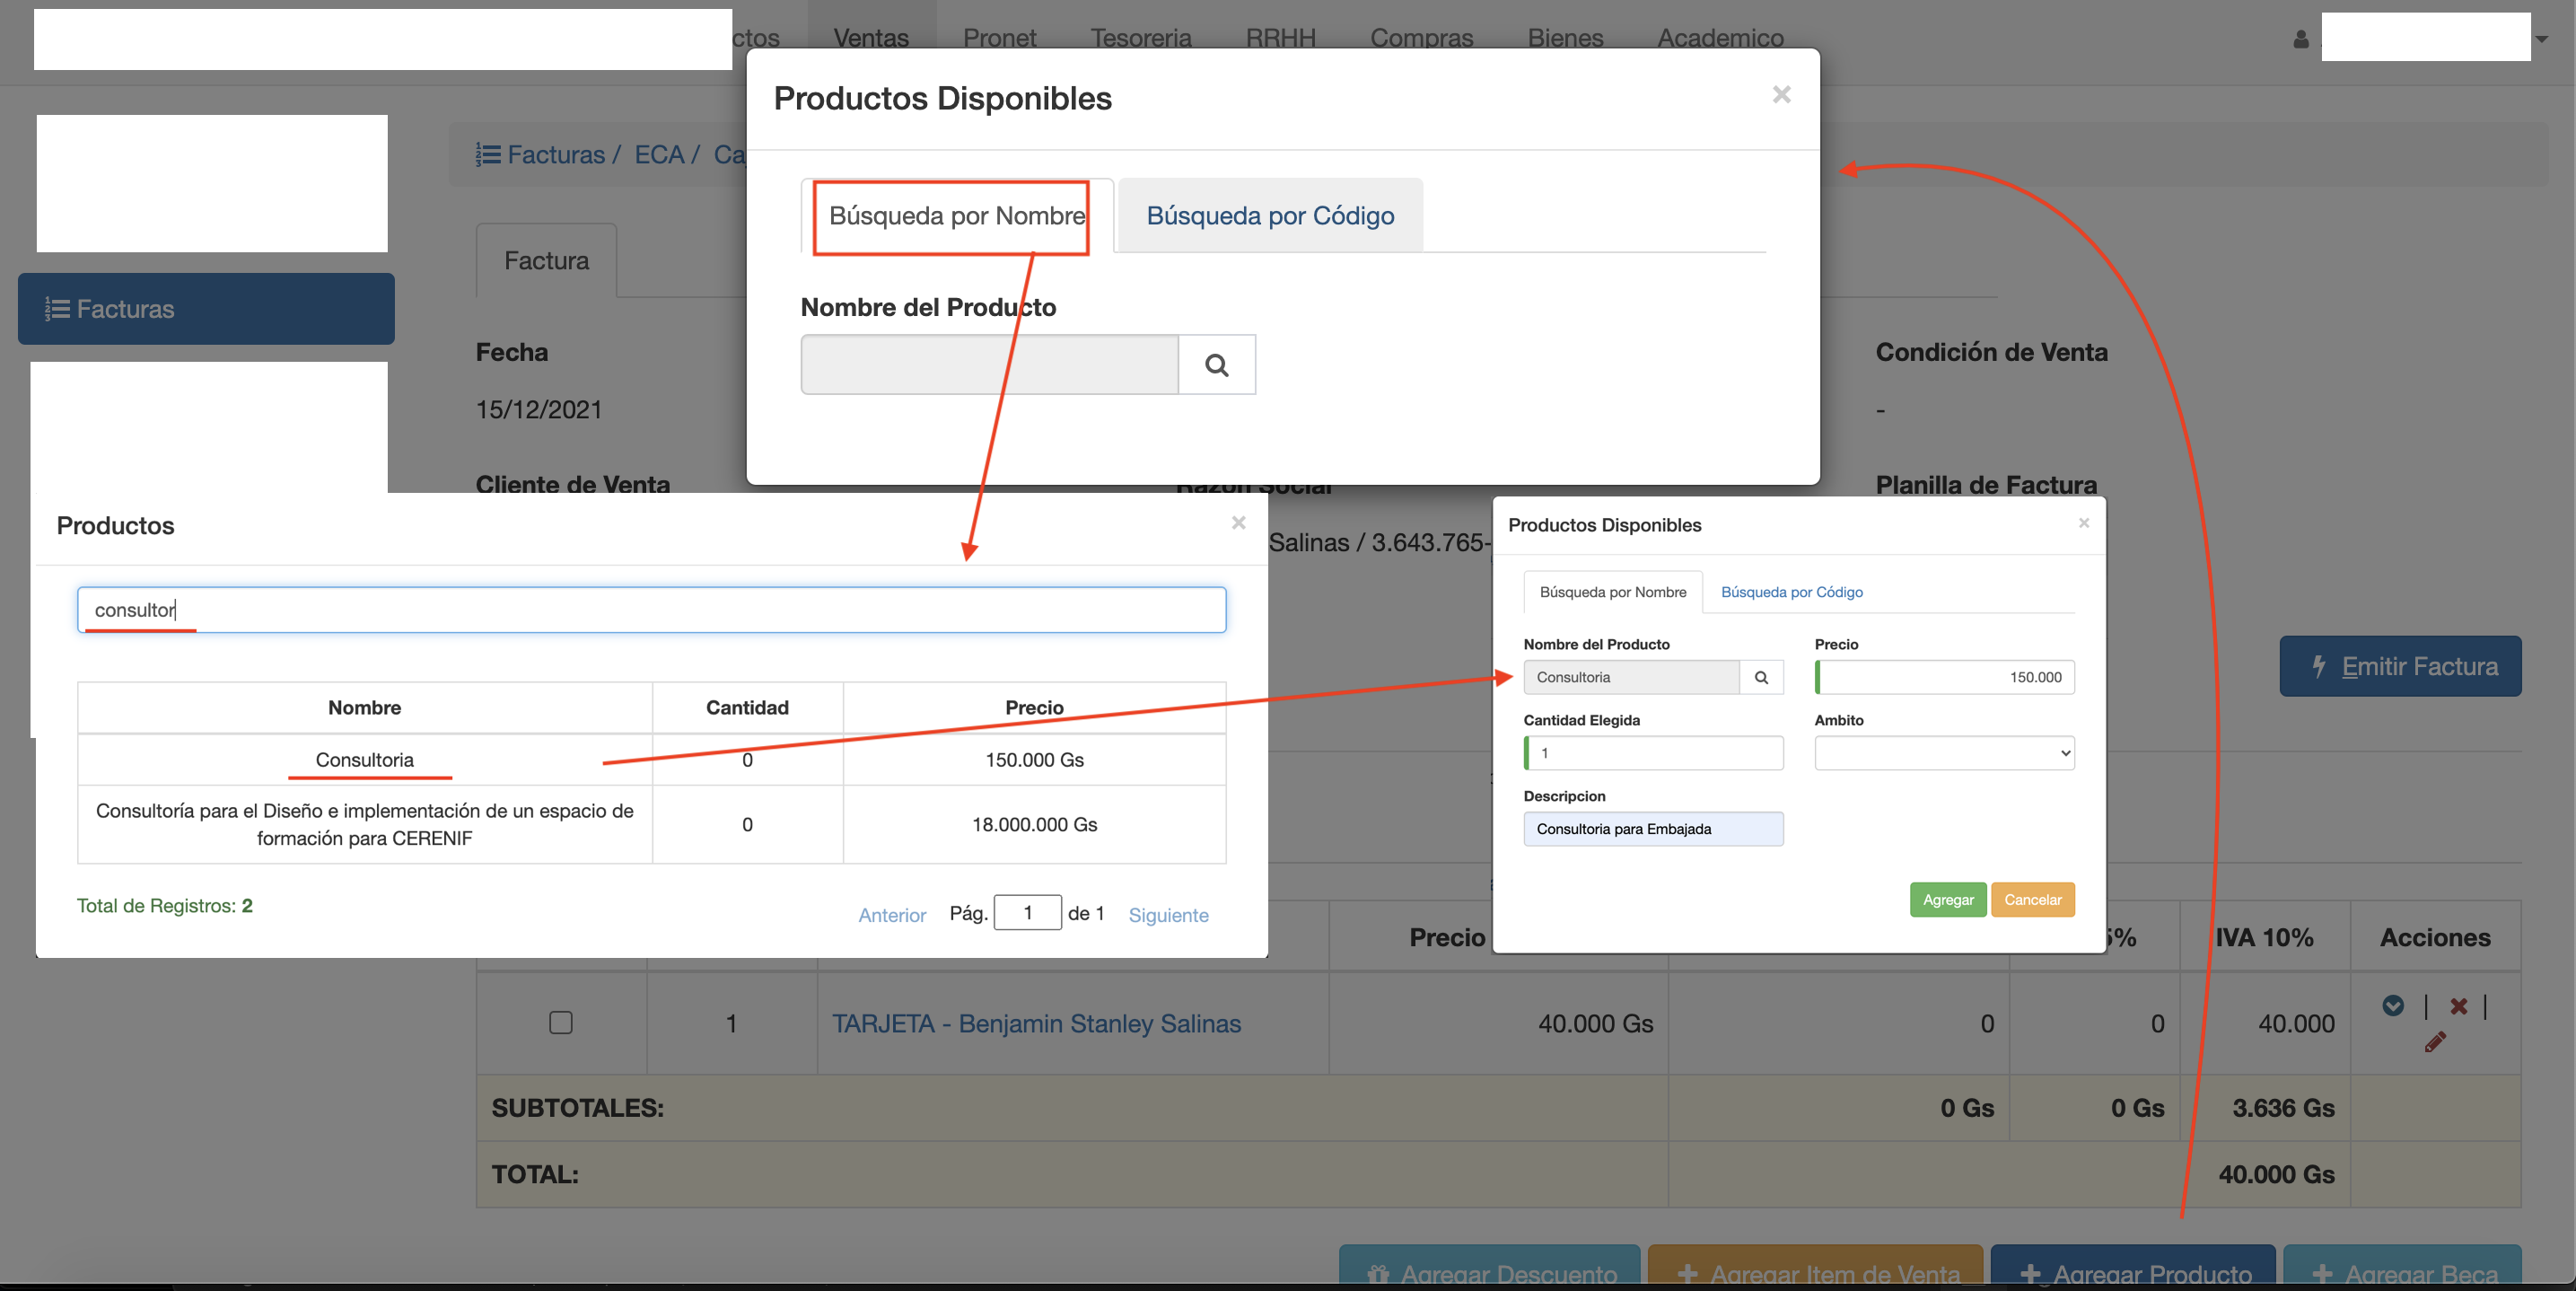 ctos Ventas Pronet Tesoreria RRHH Compras Bienes Academico
Productos Disponibles ×
Facturas / ECA / Ca
Búsqueda por Nombre Búsqueda por Código
Factura
Facturas
Nombre del Producto
Fecha Condición de Venta
15/12/2021 -
Cliente de Venta Razón Social Planilla de Factura
Salinas / 3.643.765-
Productos ×
consultor
Nombre Cantidad Precio
Consultoria 0 150.000 Gs
Consultoría para el Diseño e implementación de un espacio de
formación para CERENIF
0 18.000.000 Gs
Total de Registros: 2
Anterior Pág. 1 de 1 Siguiente
Productos Disponibles ×
Búsqueda por Nombre Búsqueda por Código
Nombre del Producto Precio
Consultoria 150.000
Cantidad Elegida Ambito
1
Descripcion
Consultoria para Embajada
Agregar Cancelar
Emitir Factura
Precio 5% IVA 10% Acciones
1 TARJETA - Benjamin Stanley Salinas 40.000 Gs 0 0 40.000 | |
SUBTOTALES: 0 Gs 0 Gs 3.636 Gs
TOTAL: 40.000 Gs
Agregar Descuento Agregar Item de Venta Agregar Producto Agregar Beca